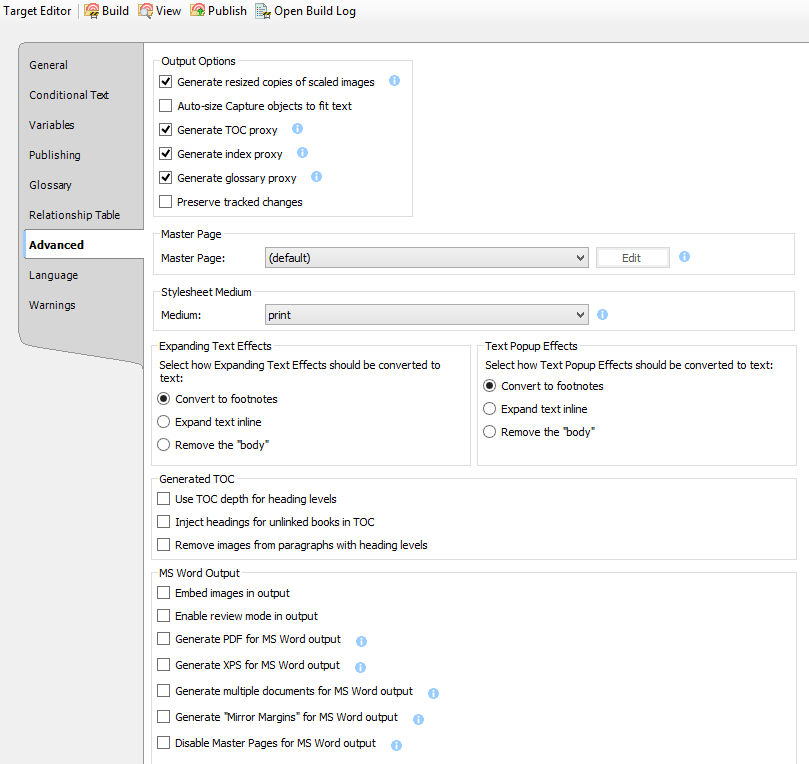 Target Editor Build View Publish Open Build Log
General
Conditional Text
Variables
Publishing
Glossary
Relationship Table
Advanced
Language
Warnings
Output Options
Generate resized copies of scaled images
Auto-size Capture objects to fit text
Generate TOC proxy
Generate index proxy
Generate glossary proxy
Preserve tracked changes
Master Page
Master Page: (default) Edit
Stylesheet Medium
Medium: print
Expanding Text Effects
Select how Expanding Text Effects should be converted to
text:
Convert to footnotes
Expand text inline
Remove the "body"
Text Popup Effects
Select how Text Popup Effects should be converted to text:
Convert to footnotes
Expand text inline
Remove the "body"
Generated TOC
Use TOC depth for heading levels
Inject headings for unlinked books in TOC
Remove images from paragraphs with heading levels
MS Word Output
Embed images in output
Enable review mode in output
Generate PDF for MS Word output
Generate XPS for MS Word output
Generate multiple documents for MS Word output
Generate "Mirror Margins" for MS Word output
Disable Master Pages for MS Word output